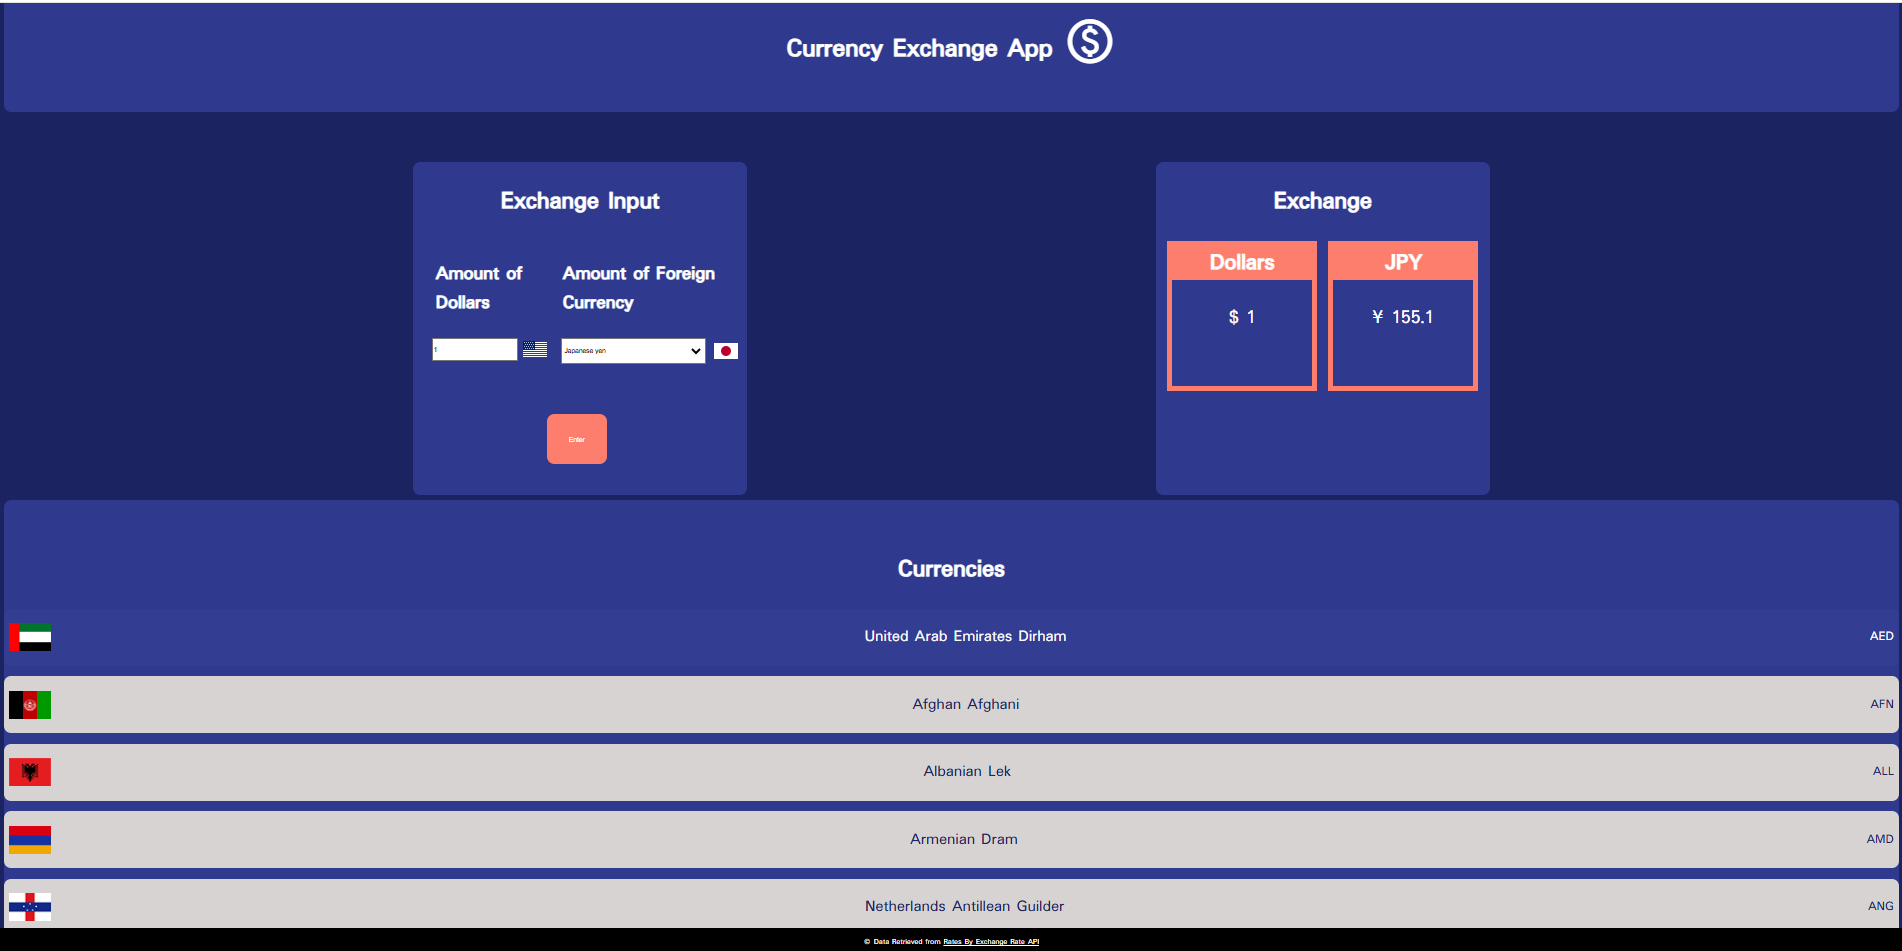 Currency Exchange App
Exchange Input
Amount of
Dollars
Amount of Foreign
Currency
1
Japanese yen
Enter
Exchange
Dollars
JPY
$ 1
¥ 155.1
Currencies
United Arab Emirates Dirham AED
Afghan Afghani AFN
Albanian Lek ALL
Armenian Dram AMD
Netherlands Antillean Guilder ANG
© Data Retrieved from Rates By Exchange Rate API